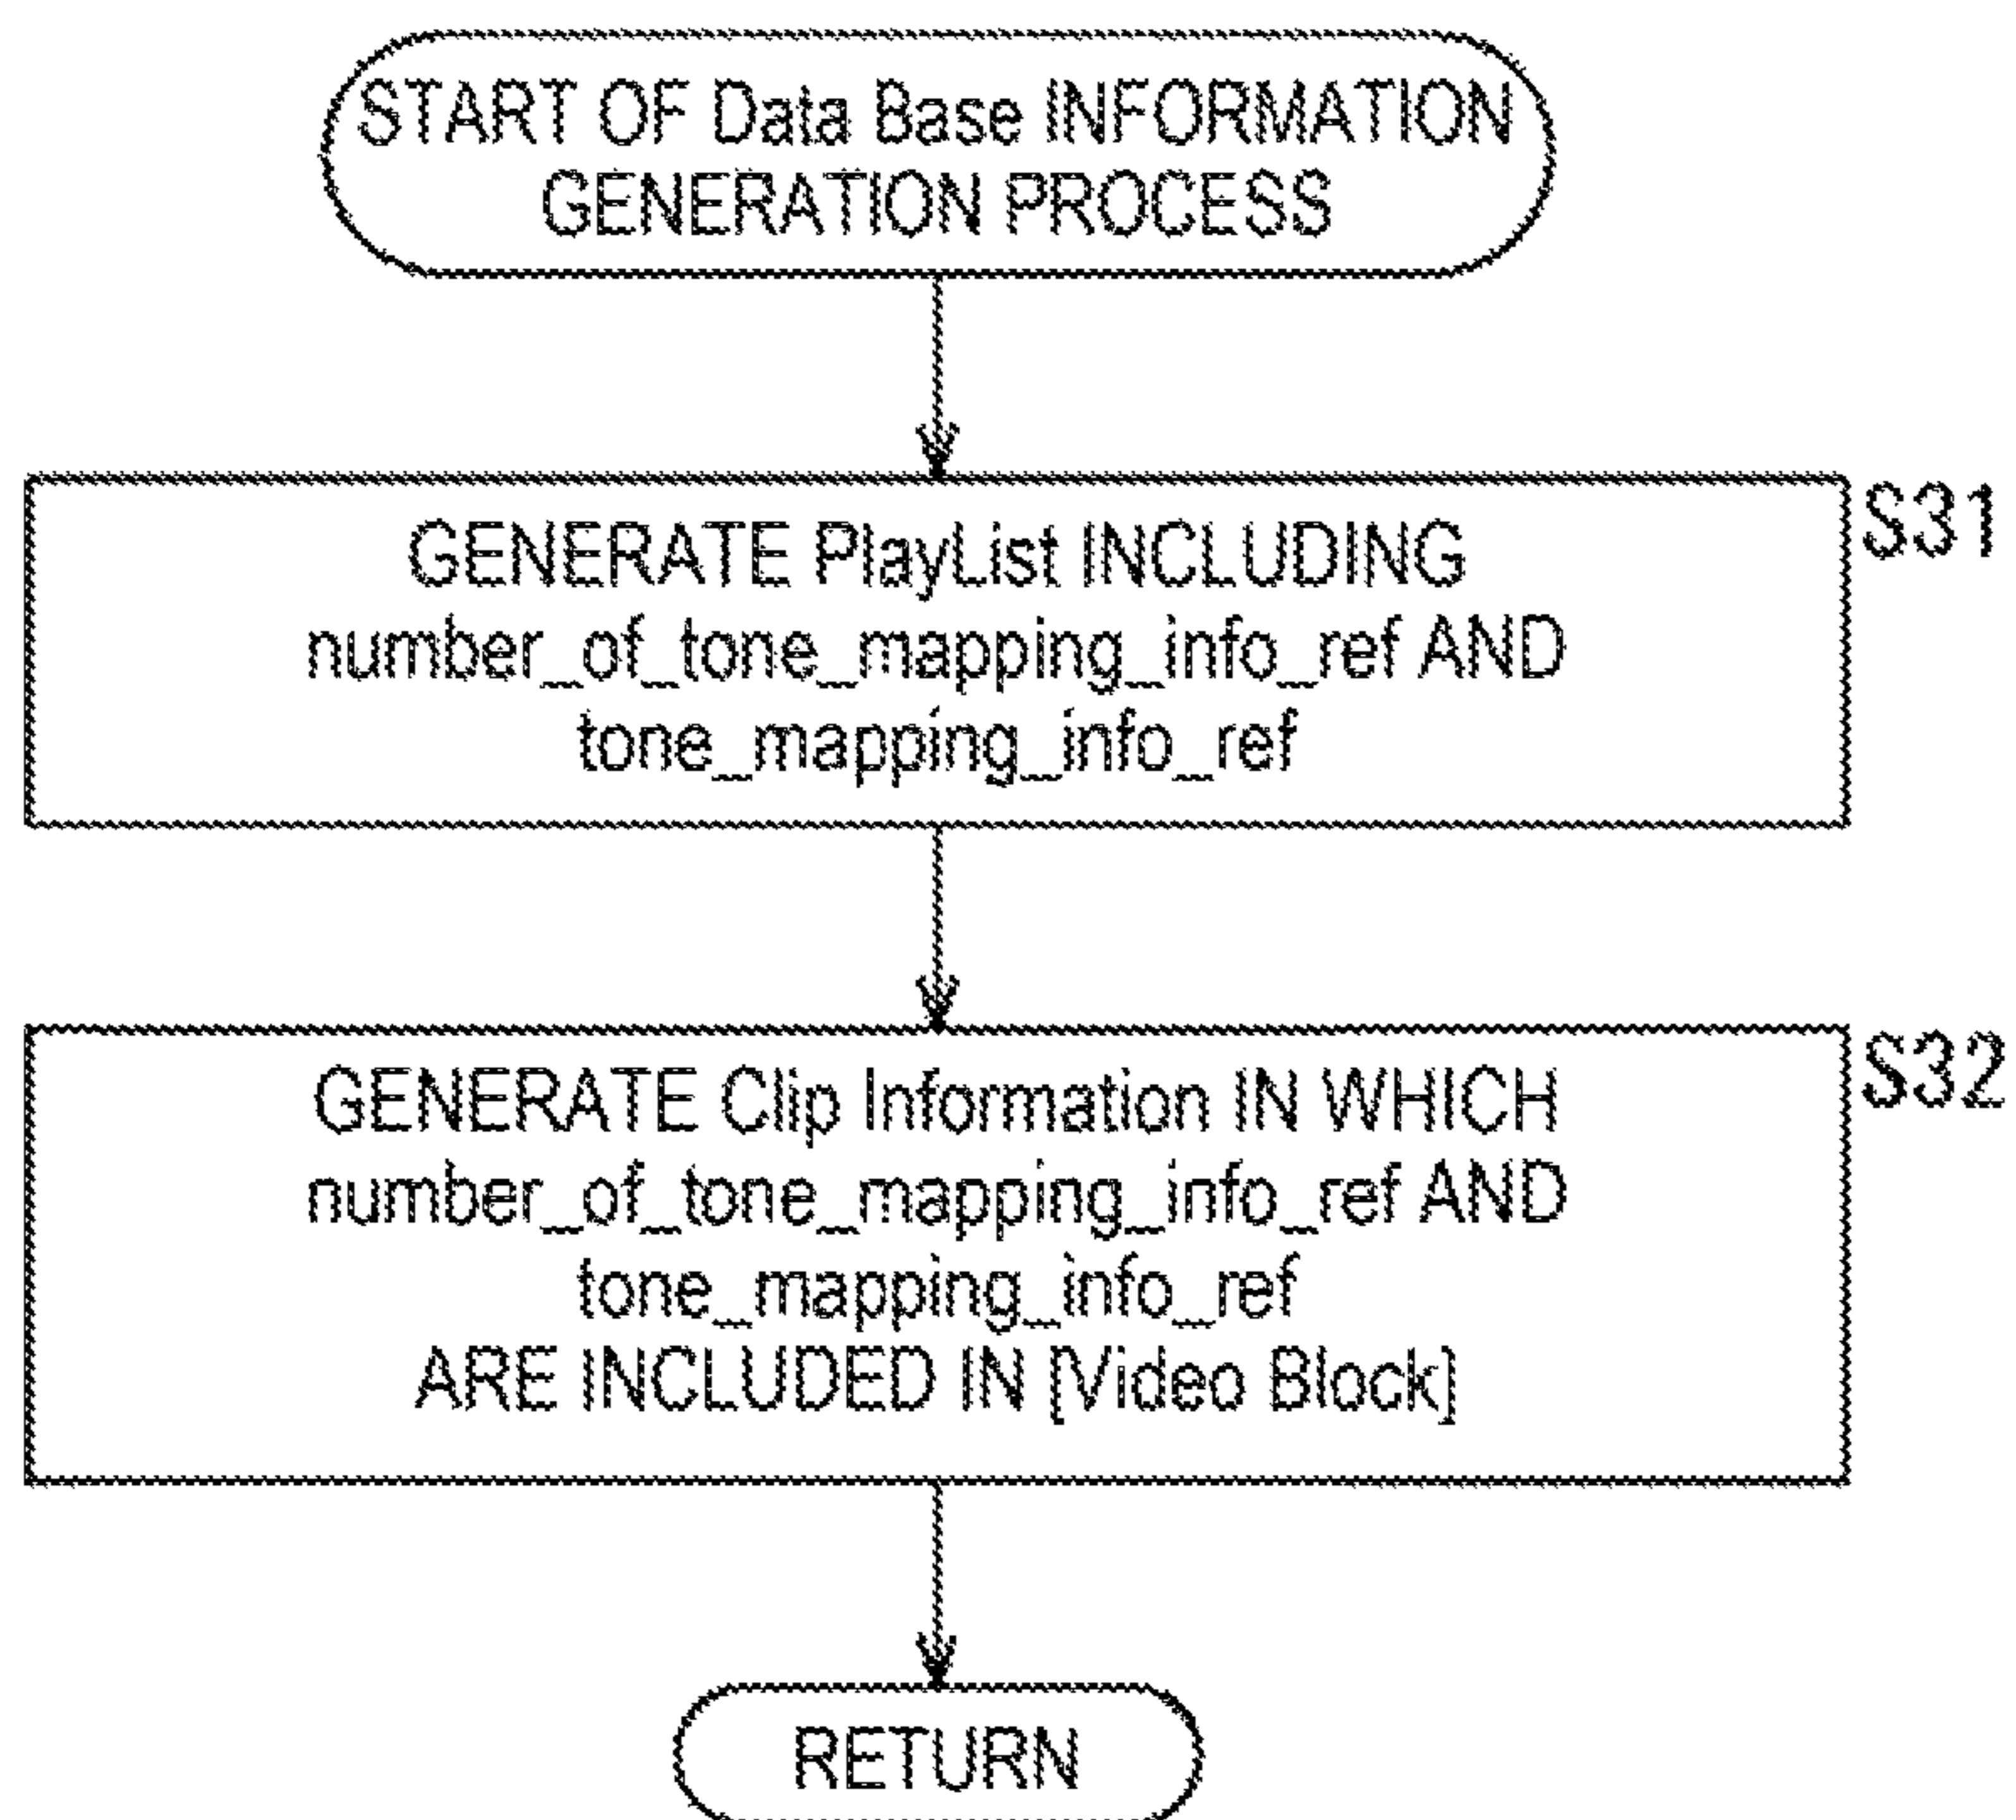 START OF Data Base INFORMATION
GENERATION PROCESS
GENERATE PlayList INCLUDING
number_of_tone_mapping_info_ref AND
tone_mapping_info_ref
S31
GENERATE Clip Information IN WHICH
number_of_tone_mapping_info_ref AND
tone_mapping_info_ref
ARE INCLUDED IN [Video Block]
S32
RETURN